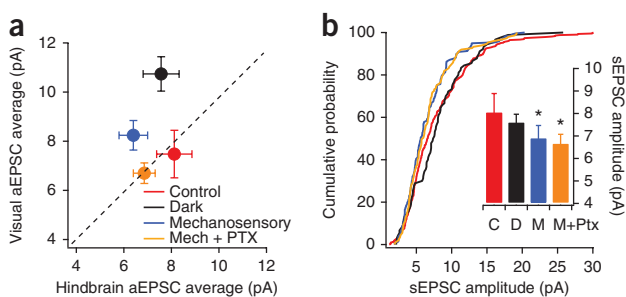 a
Visual aEPSC average (pA)
12
10
8
6
4
4
6
8
10
12
Hindbrain aEPSC average (pA)
Control
Dark
Mechanosensory
Mech + PTX
b
Cumulative probability
100
80
60
40
20
0
5
10
15
20
25
30
sEPSC amplitude (pA)
sEPSC amplitude (pA)
10
9
8
7
6
5
4
* *
C D M M+Ptx